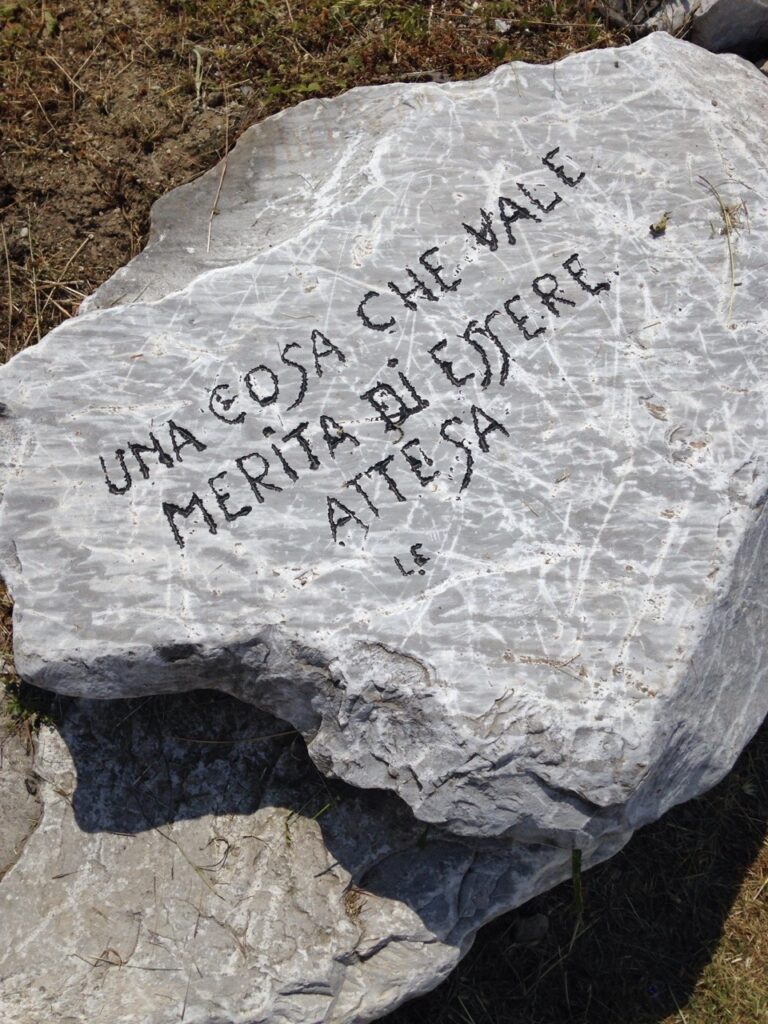 UNA COSA CHE VALE
MERITA DI ESSERE
ATTESA
L.E